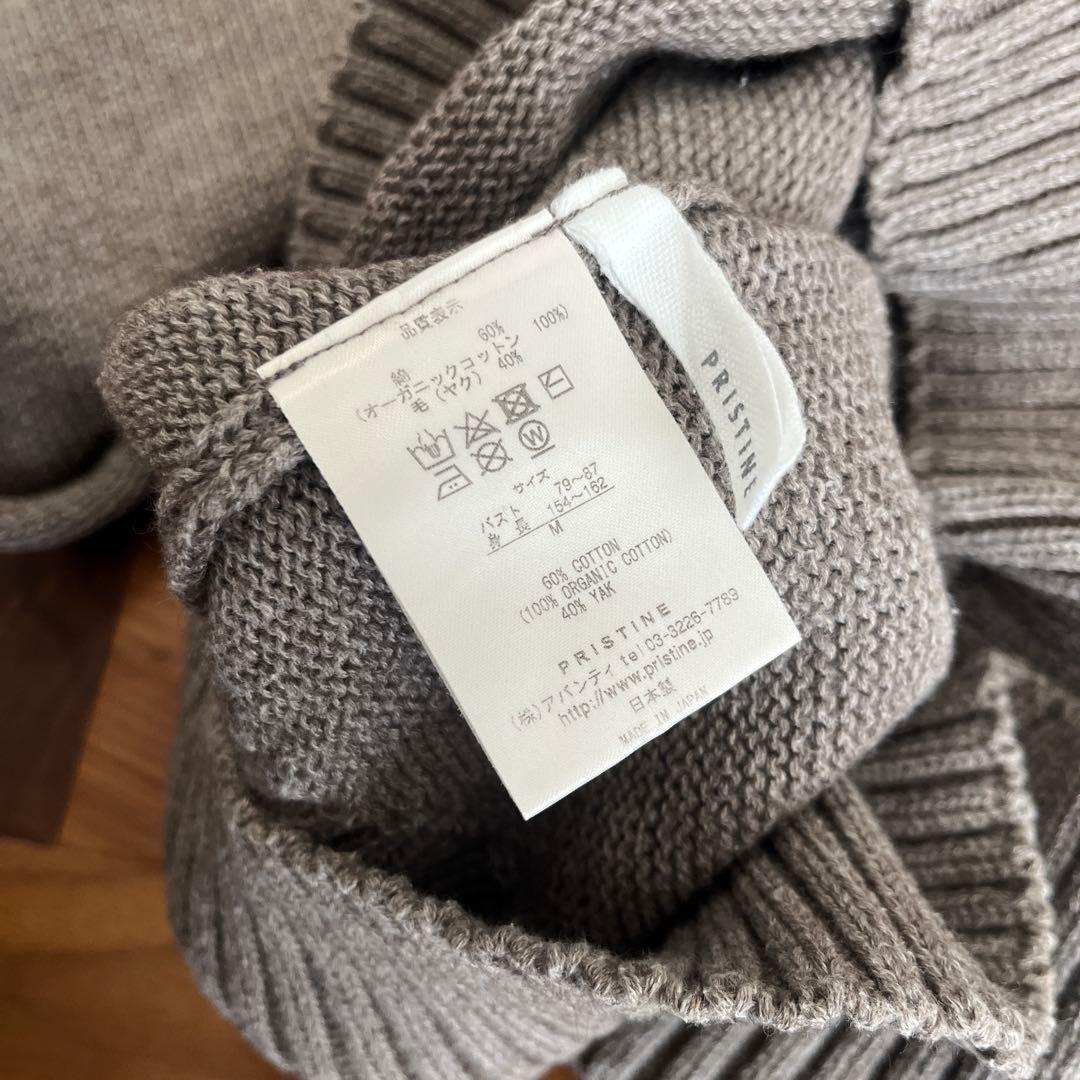 品質表示
綿 60%
(オーガニックコットン 100%)
毛(ヤク) 40%
W
サイズ
バスト 79〜87
身長 154〜162
M
60% COTTON
(100% ORGANIC COTTON)
40% YAK
PRISTINE
(株)アバンティ tel 03-3226-7789
http://www.pristine.jp
日本製
MADE IN JAPAN
PRISTINE